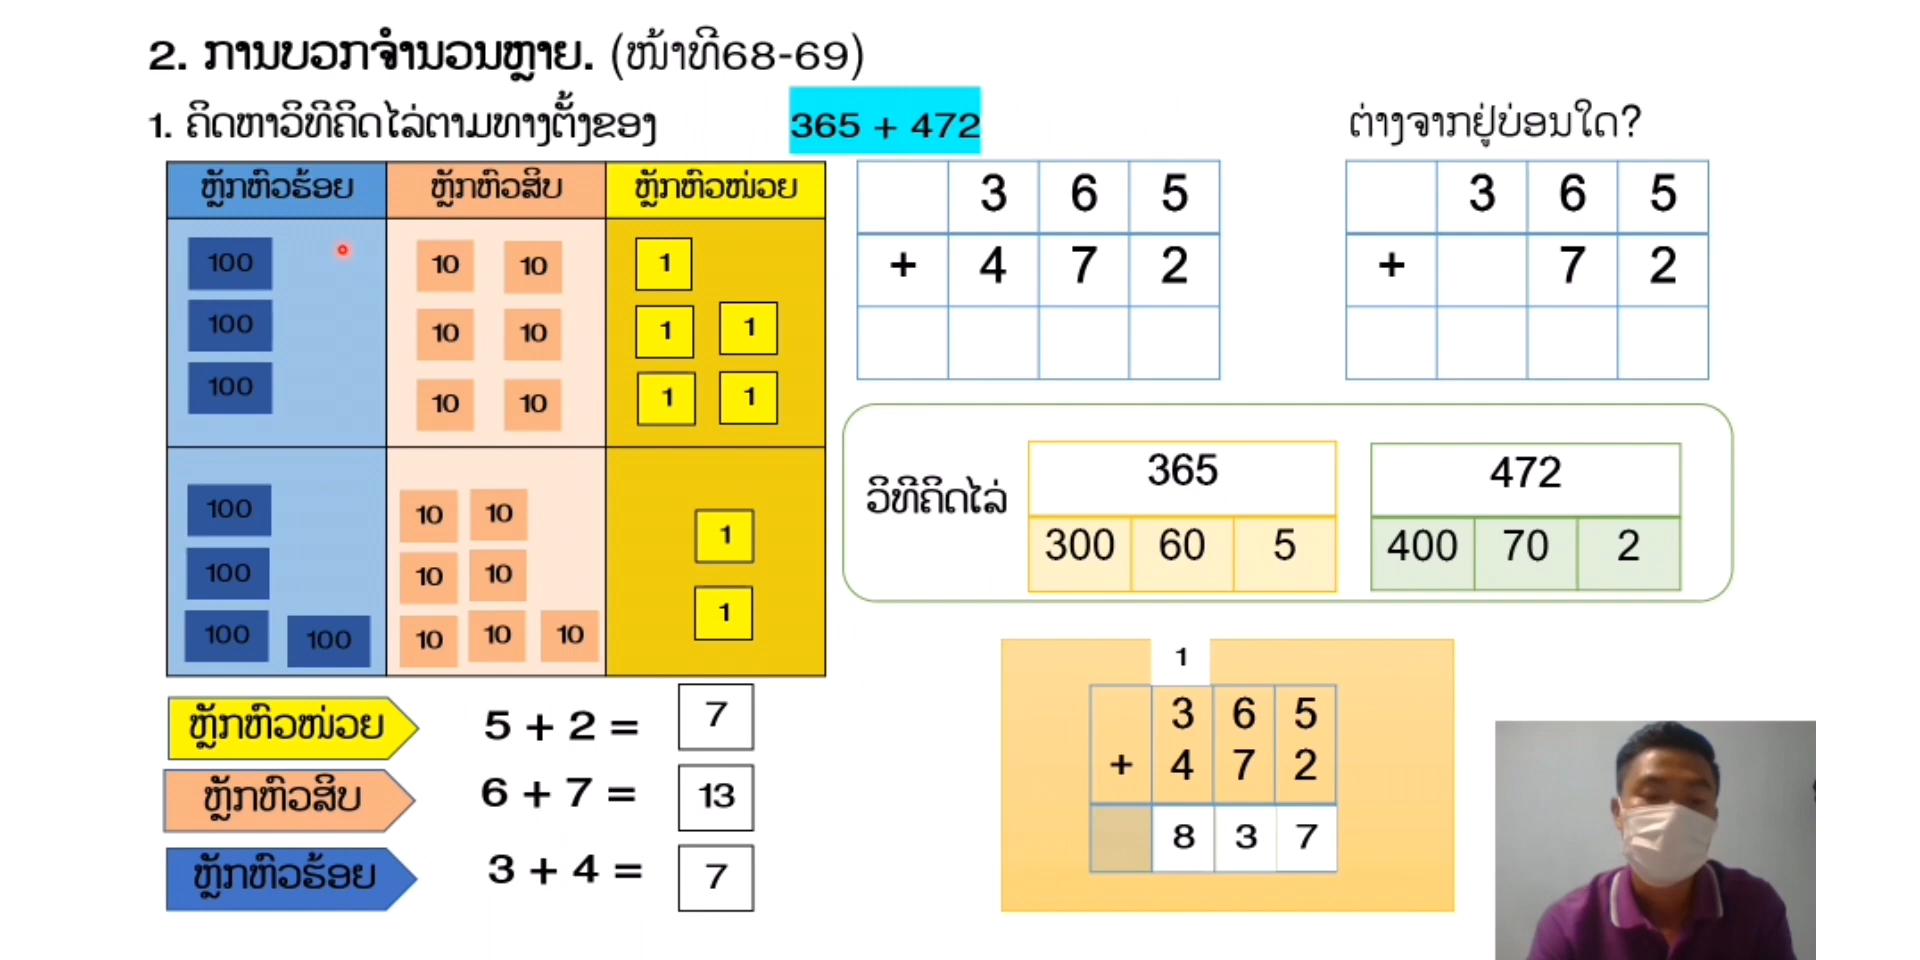 2. ການບວກຈຳນວນຫຼາຍ. (ໜ້າທີ68-69)
1. ຄິດຫາວິທີຄິດໄລ່ຕາມທາງຕັ້ງຂອງ 365 + 472 ຕ່າງຈາກຢູ່ບ່ອນໃດ?
ຫຼັກຫົວຮ້ອຍ ຫຼັກຫົວສິບ ຫຼັກຫົວໜ່ວຍ
100 10 10 1
100 10 10 1 1
100 10 10 1 1
100 10 10 1
100 10 10
100 100 10 10 10 1
3 6 5
+ 4 7 2
3 6 5
+ 7 2
ວິທີຄິດໄລ່
365
300 60 5
472
400 70 2
ຫຼັກຫົວໜ່ວຍ 5 + 2 = 7
ຫຼັກຫົວສິບ 6 + 7 = 13
ຫຼັກຫົວຮ້ອຍ 3 + 4 = 7
1
3 6 5
+ 4 7 2
8 3 7